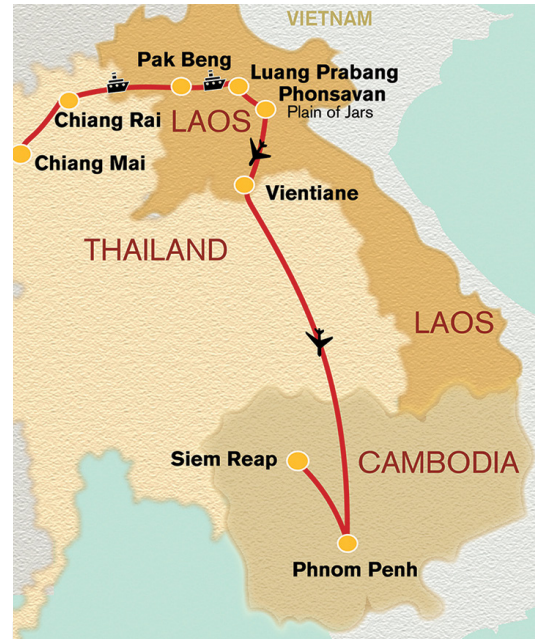 VIETNAM
Pak Beng
Luang Prabang
Phonsavan
Plain of Jars
Chiang Rai
LAOS
Chiang Mai
Vientiane
THAILAND
LAOS
Siem Reap
CAMBODIA
Phnom Penh